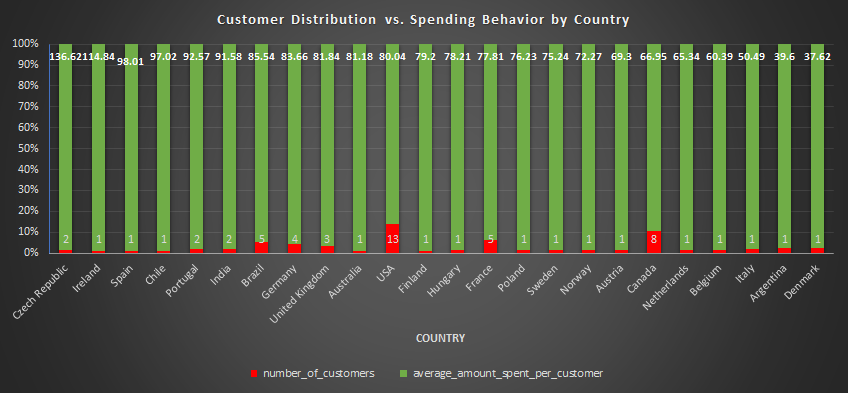 Customer Distribution vs. Spending Behavior by Country
100%
90%
80%
70%
60%
50%
40%
30%
20%
10%
0%
136.62 114.84 98.01 97.02 92.57 91.58 85.54 83.66 81.84 81.18 80.04 79.2 78.21 77.81 76.23 75.24 72.27 69.3 66.95 65.34 60.39 50.49 39.6 37.62
2 1 1 1 2 2 5 4 3 1 13 1 1 5 1 1 1 1 8 1 1 1 1 1
Czech Republic
Ireland
Spain
Chile
Portugal
India
Brazil
Germany
United Kingdom
Australia
USA
Finland
Hungary
France
Poland
Sweden
Norway
Austria
Canada
Netherlands
Belgium
Italy
Argentina
Denmark
COUNTRY
number_of_customers
average_amount_spent_per_customer